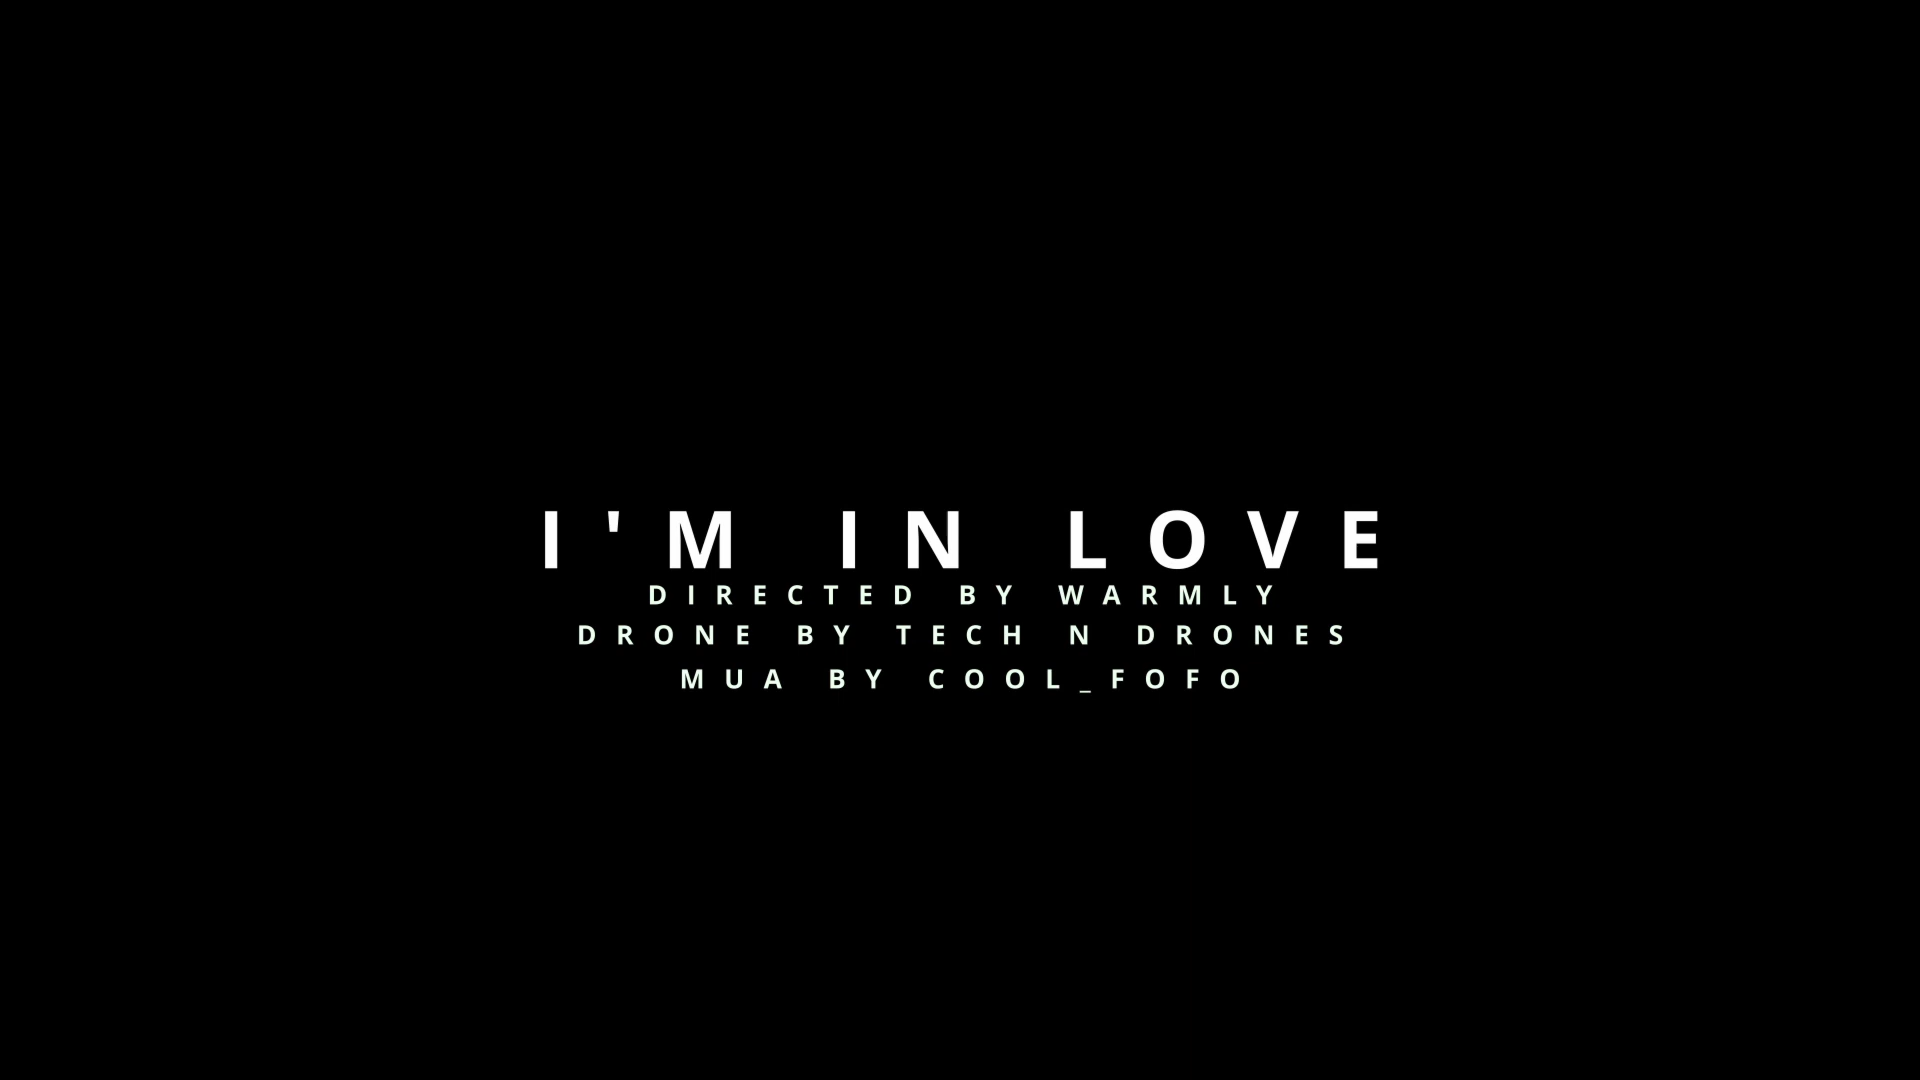 I'M IN LOVE
DIRECTED BY WARMLY
DRONE BY TECH N DRONES
MUA BY COOL_FOFO